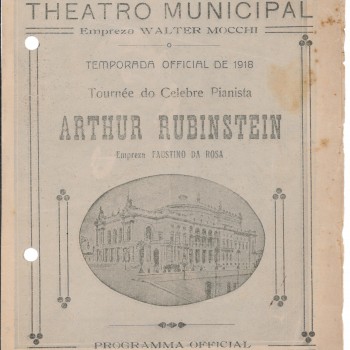 THEATRO MUNICIPAL
Empreza WALTER MOCCHI
TEMPORADA OFFICIAL DE 1918
Tournée do Celebre Pianista
ARTHUR RUBINSTEIN
Empreza FAUSTINO DA ROSA
PROGRAMMA OFFICIAL